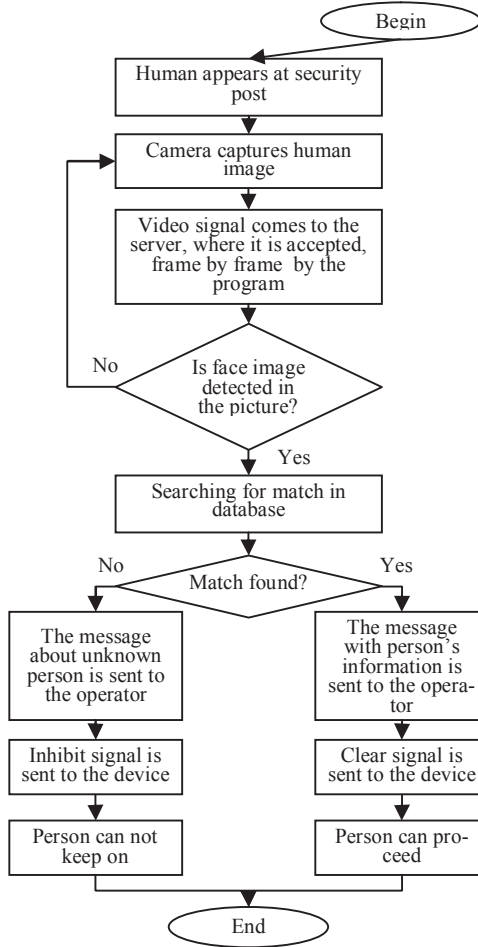 Begin
Human appears at security
post
Camera captures human
image
Video signal comes to the
server, where it is accepted,
frame by frame by the
program
No
Is face image
detected in
the picture?
Yes
Searching for match in
database
No
Match found?
Yes
The message
about unknown
person is sent to
the operator
The message
with person’s
information is
sent to the opera-
tor
Inhibit signal is
sent to the device
Clear signal is
sent to the device
Person can not
keep on
Person can pro-
ceed
End